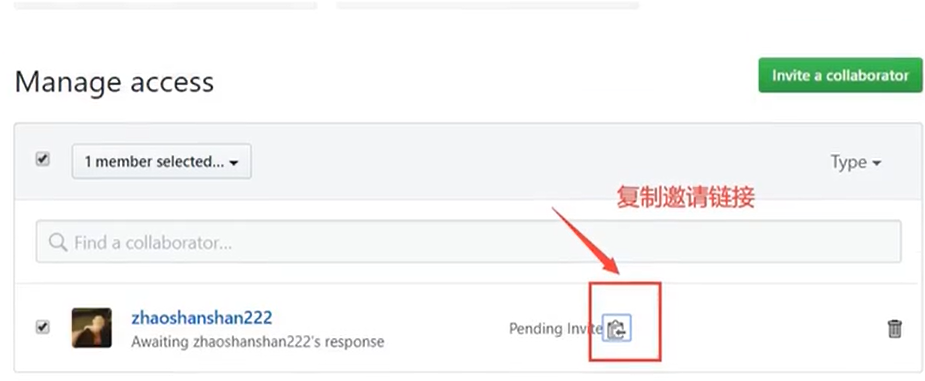 Manage access
Invite a collaborator
1 member selected...
Type
复制邀请链接
Find a collaborator...
zhaoshanshan222
Awaiting zhaoshanshan222's response
Pending Invite